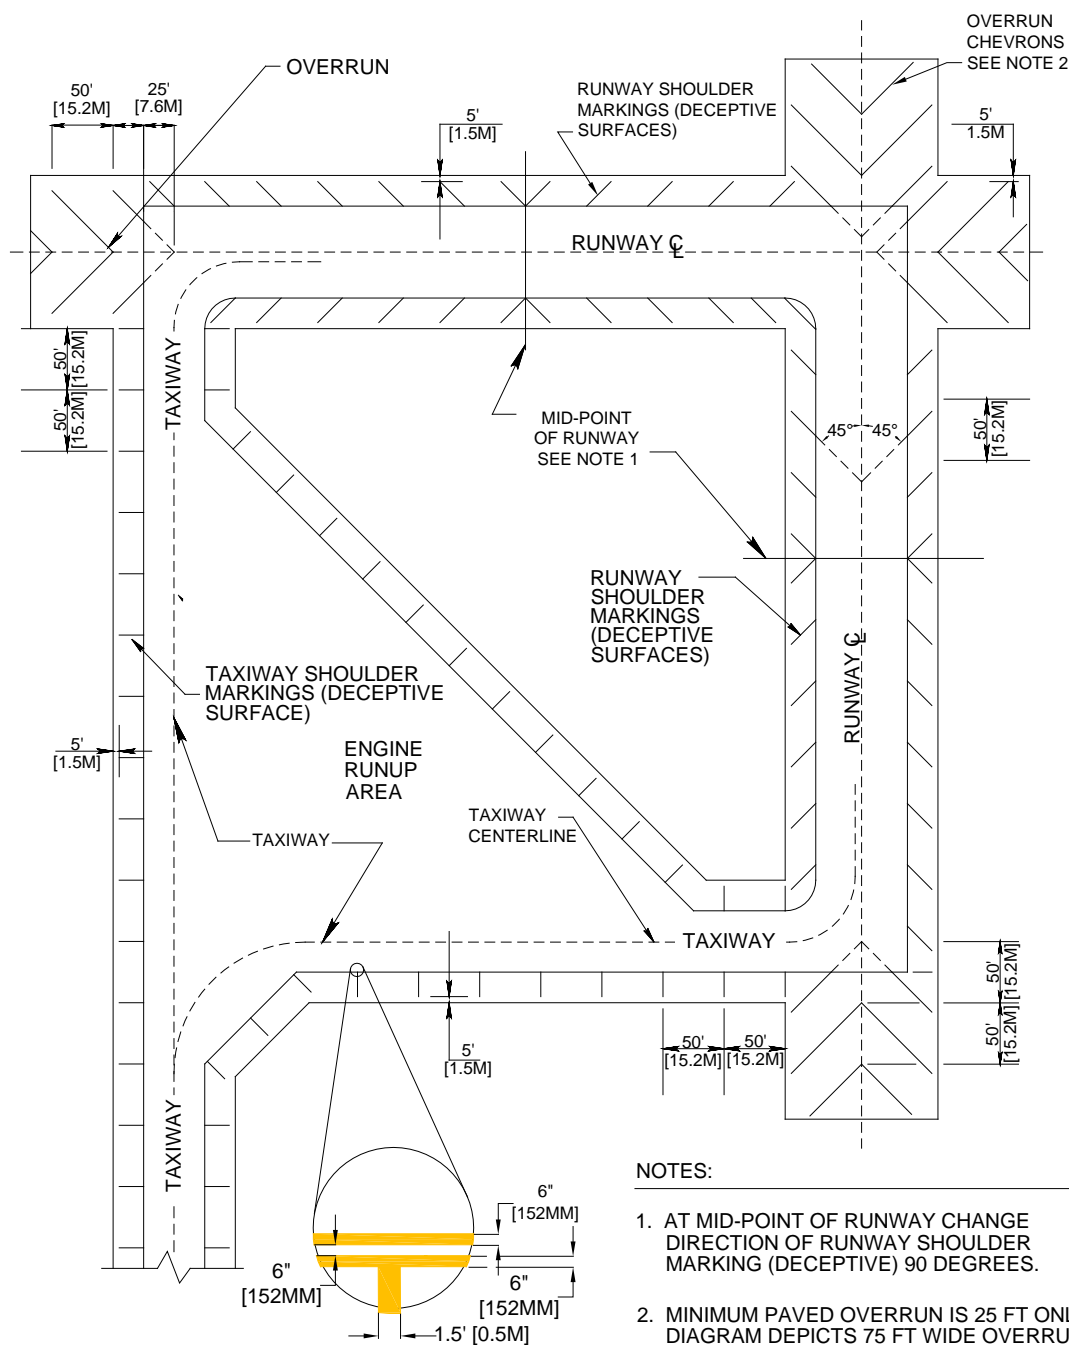 OVERRUN
CHEVRONS
SEE NOTE 2
OVERRUN
50'
[15.2M]
25'
[7.6M]
RUNWAY SHOULDER
MARKINGS (DECEPTIVE
SURFACES)
5'
[1.5M]
5'
1.5M
RUNWAY ℄
50'
[15.2M]
50'
[15.2M]
TAXIWAY
MID-POINT
OF RUNWAY
SEE NOTE 1
45° 45°
50'
[15.2M]
RUNWAY
SHOULDER
MARKINGS
(DECEPTIVE
SURFACES)
RUNWAY ℄
TAXIWAY SHOULDER
MARKINGS (DECEPTIVE
SURFACE)
5'
[1.5M]
ENGINE
RUNUP
AREA
TAXIWAY
TAXIWAY
CENTERLINE
TAXIWAY
50'
[15.2M]
50'
[15.2M]
5'
[1.5M]
50'
[15.2M]
50'
[15.2M]
TAXIWAY
6"
[152MM]
6"
[152MM]
6"
[152MM]
1.5' [0.5M]
NOTES:
1. AT MID-POINT OF RUNWAY CHANGE
DIRECTION OF RUNWAY SHOULDER
MARKING (DECEPTIVE) 90 DEGREES.
2. MINIMUM PAVED OVERRUN IS 25 FT
DIAGRAM DEPICTS 75 FT WIDE